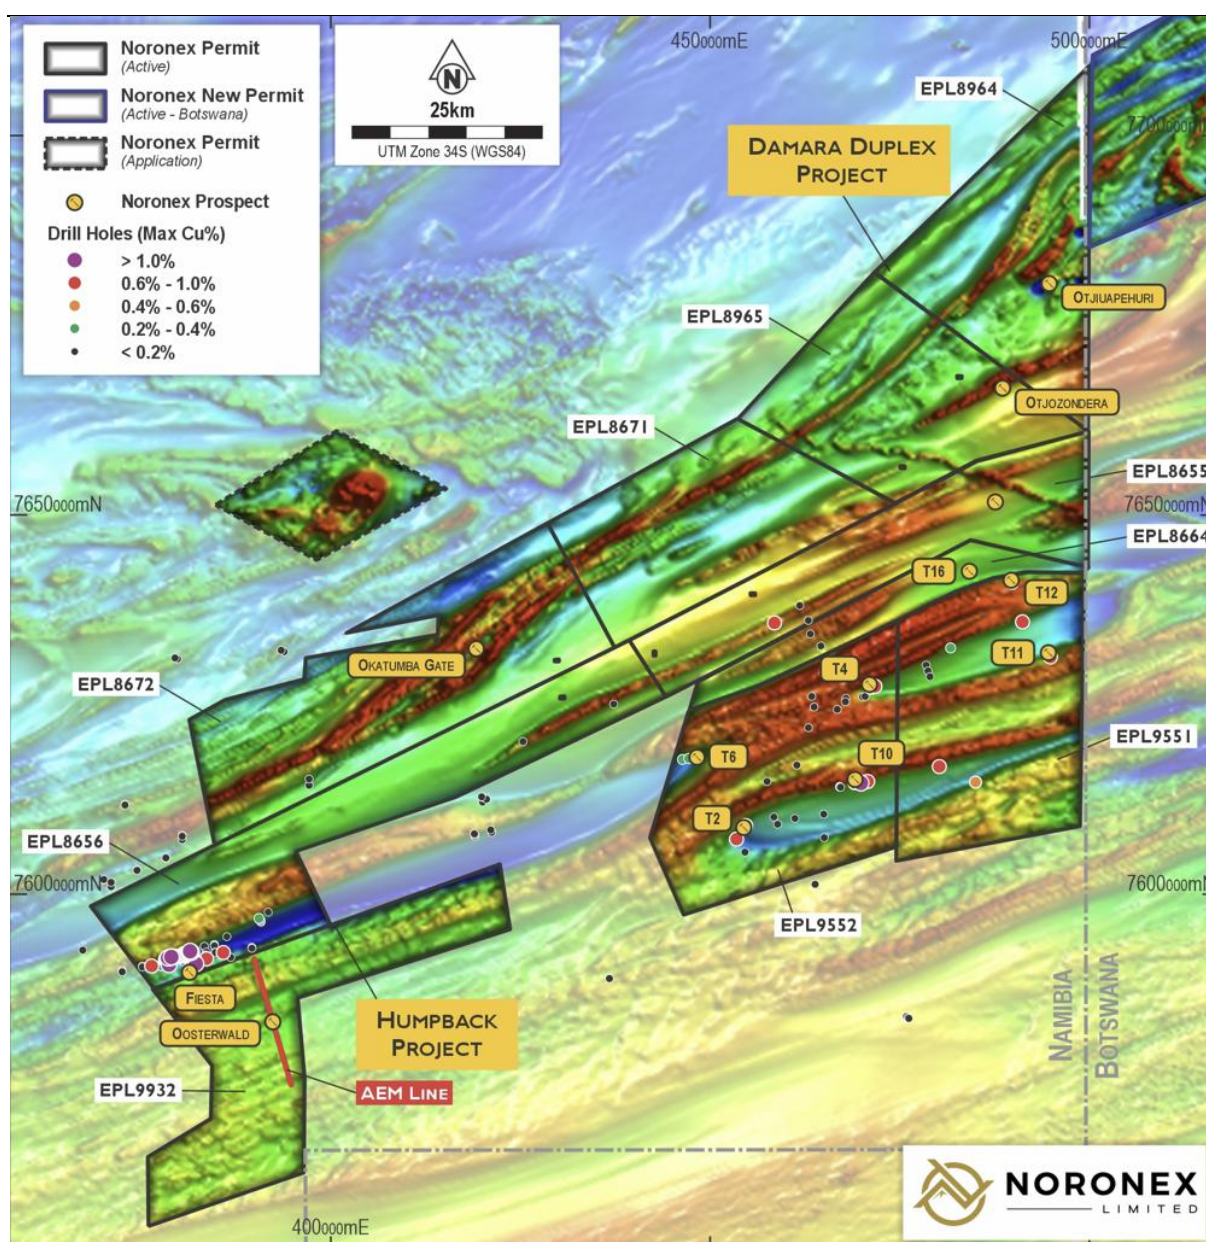 Noronex Permit
(Active)
Noronex New Permit
(Active - Botswana)
Noronex Permit
(Application)
Noronex Prospect
Drill Holes (Max Cu%)
> 1.0%
0.6% - 1.0%
0.4% - 0.6%
0.2% - 0.4%
< 0.2%
N
25km
UTM Zone 34S (WGS84)
450000mE
500000mE
EPL8964
7700000m
DAMARA DUPLEX
PROJECT
OTJIUAPEHURI
EPL8965
OTJOZONDERA
EPL8671
EPL8655
7650000mN
7650000mN
EPL8664
T16
T12
T11
OKATUMBA GATE
T4
EPL8672
EPL9551
T6
T10
T2
EPL8656
7600000mN
7600000mN
EPL9552
FIESTA
OOSTERWALD
HUMPBACK
PROJECT
NAMIBIA
BOTSWANA
EPL9932
AEM LINE
400000mE
NORONEX
LIMITED